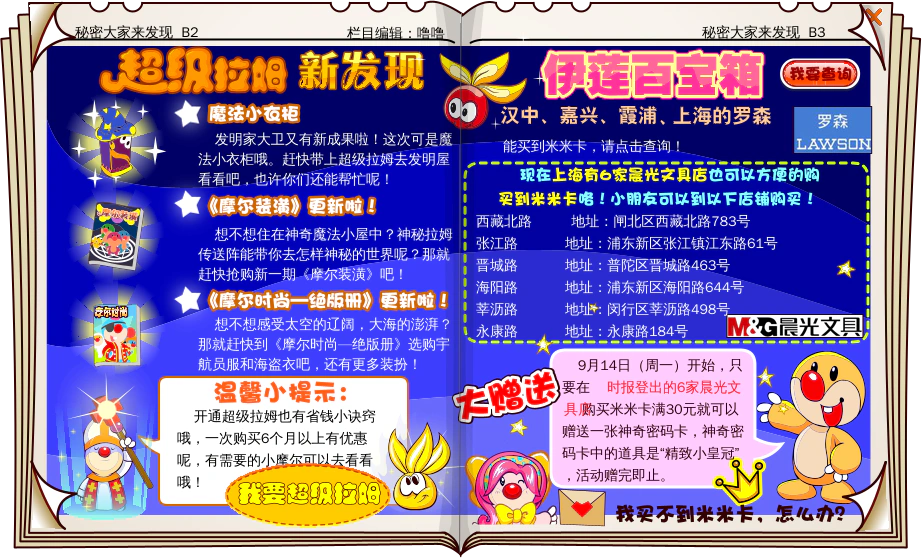 秘密大家来发现 B2
栏目编辑：噜噜
超级拉姆 新发现
魔法小衣柜
发明家大卫又有新成果啦！这次可是魔
法小衣柜哦。赶快带上超级拉姆去发明屋
看看吧，也许你们还能帮忙呢！
摩尔装潢
《摩尔装潢》更新啦！
想不想住在神奇魔法小屋中？神秘拉姆
传送阵能带你去怎样神秘的世界呢？那就
赶快抢购新一期《摩尔装潢》吧！
摩尔时尚
《摩尔时尚—绝版册》更新啦！
想不想感受太空的辽阔，大海的澎湃？
那就赶快到《摩尔时尚—绝版册》选购宇
航员服和海盗衣吧，还有更多装扮！
温馨小提示：
开通超级拉姆也有省钱小诀窍
哦，一次购买6个月以上有优惠
呢，有需要的小摩尔可以去看看
哦！
我要超级拉姆
秘密大家来发现 B3
伊莲百宝箱
我要查询
汉中、嘉兴、霞浦、上海的罗森
能买到米米卡，请点击查询！
罗森
LAWSON
现在上海有6家晨光文具店也可以方便的购
买到米米卡咯！小朋友可以到以下店铺购买！
西藏北路 地址：闸北区西藏北路783号
张江路 地址：浦东新区张江镇江东路61号
晋城路 地址：普陀区晋城路463号
海阳路 地址：浦东新区海阳路644号
莘沥路 地址：闵行区莘沥路498号
永康路 地址：永康路184号
M&G晨光文具
大赠送
9月14日（周一）开始，只
要在 时报登出的6家晨光文
具店购买米米卡满30元就可以
赠送一张神奇密码卡，神奇密
码卡中的道具是“精致小皇冠”
，活动赠完即止。
我买不到米米卡，怎么办？